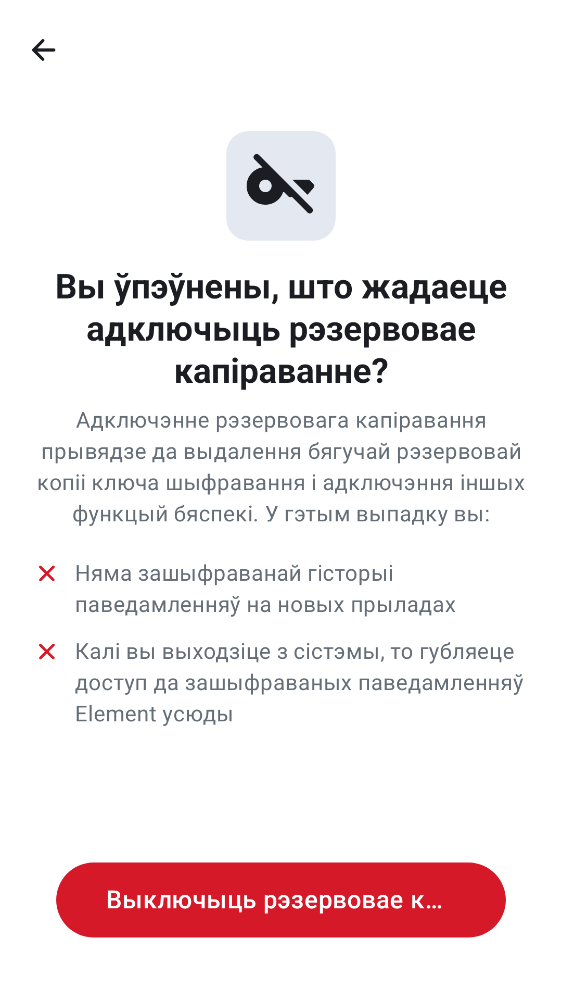 Вы ўпэўнены, што жадаеце
адключыць рэзервовае
капіраванне?
Адключэнне рэзервовага капіравання
прывядзе да выдалення бягучай рэзервовай
копіі ключа шыфравання і адключэння іншых
функцый бяспекі. У гэтым выпадку вы:
Няма зашыфраванай гісторыі
паведамленняў на новых прыладах
Калі вы выходзіце з сістэмы, то губляеце
доступ да зашыфраваных паведамленняў
Element усюды
Выключыць рэзервовае к...